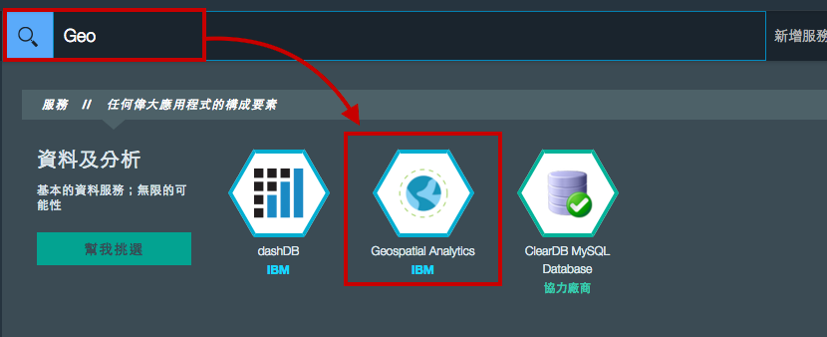 Geo
新增服務
服務 // 任何偉大應用程式的構成要素
資料及分析
基本的資料服務；無限的可
能性
幫我挑選
dashDB
IBM
Geospatial Analytics
IBM
ClearDB MySQL
Database
協力廠商